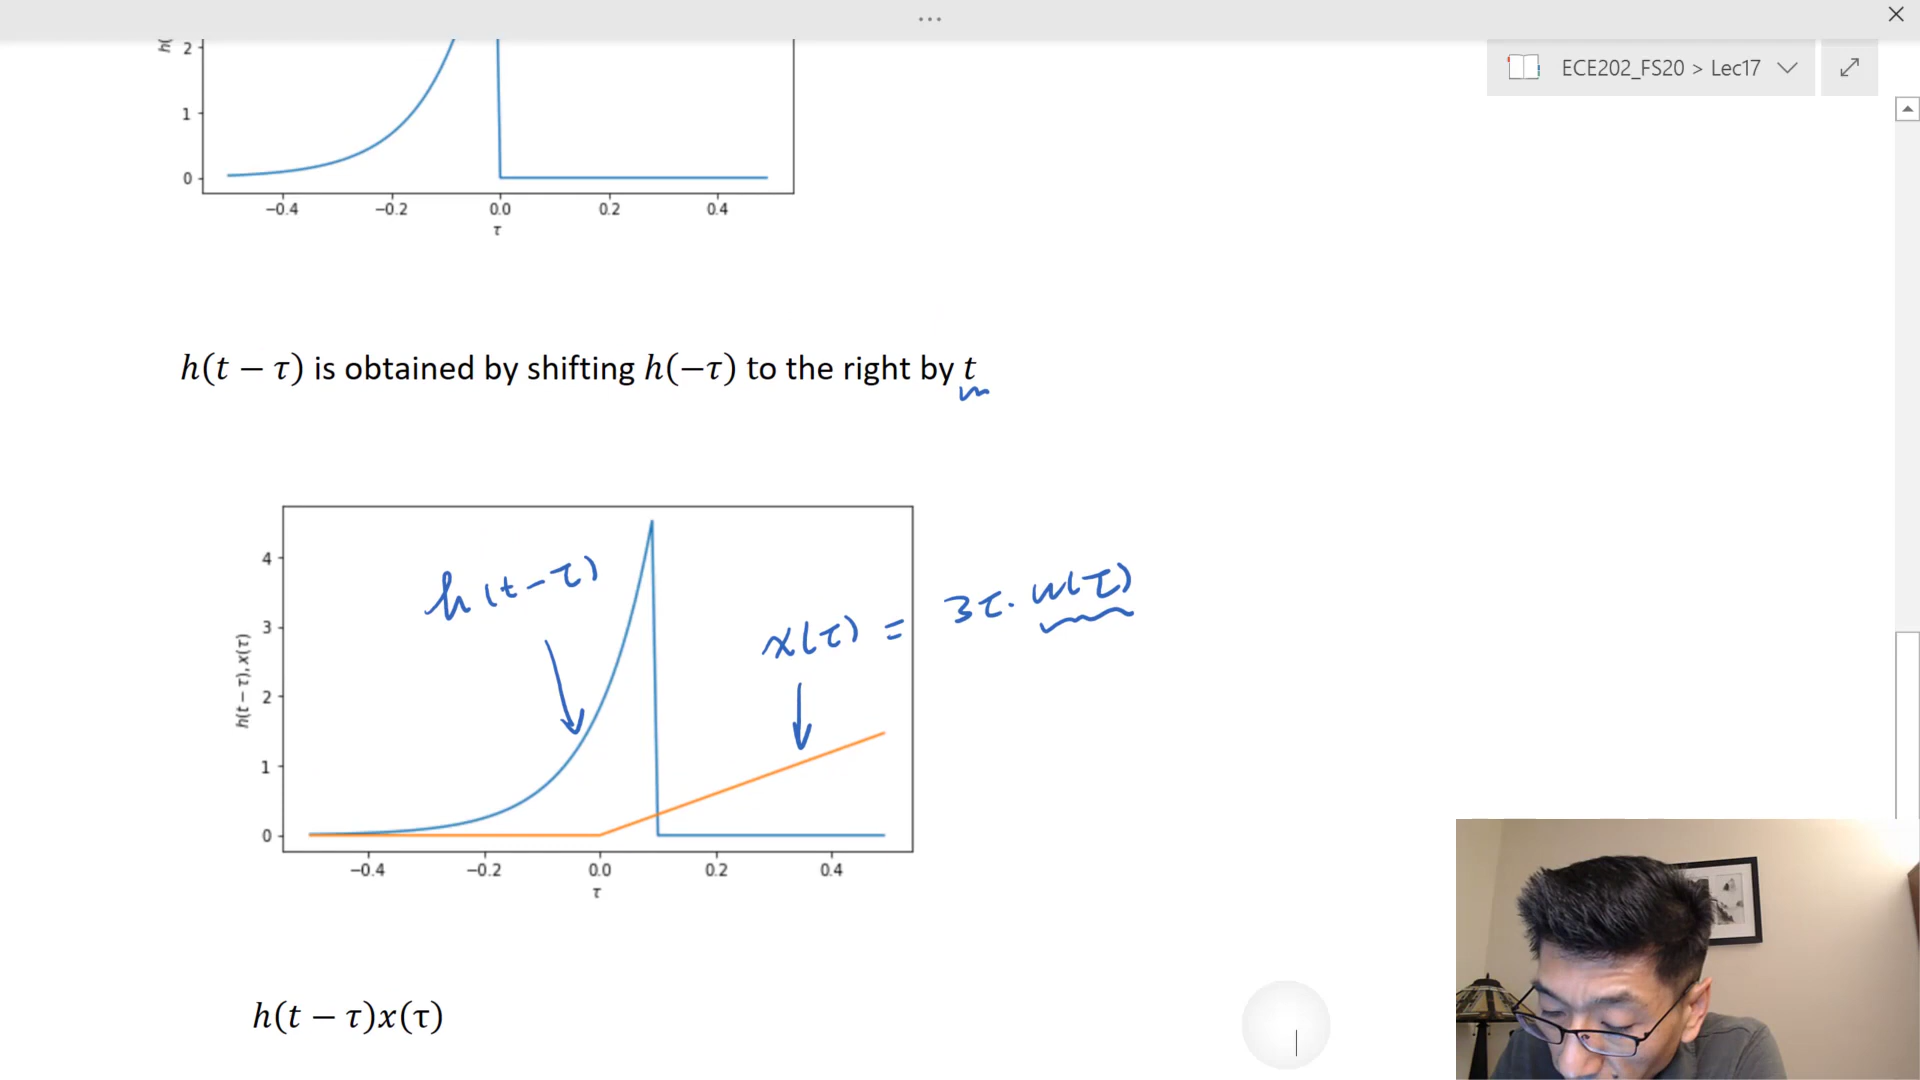 ...
ECE202_FS20 > Lec17
h(
2
1
0
−0.4 −0.2 0.0 0.2 0.4
τ
h(t − τ) is obtained by shifting h(−τ) to the right by t
h(t−τ)
x(τ) = 3τ. u(τ)
h(t − τ), x(τ)
4
3
2
1
0
−0.4 −0.2 0.0 0.2 0.4
τ
h(t − τ)x(τ)